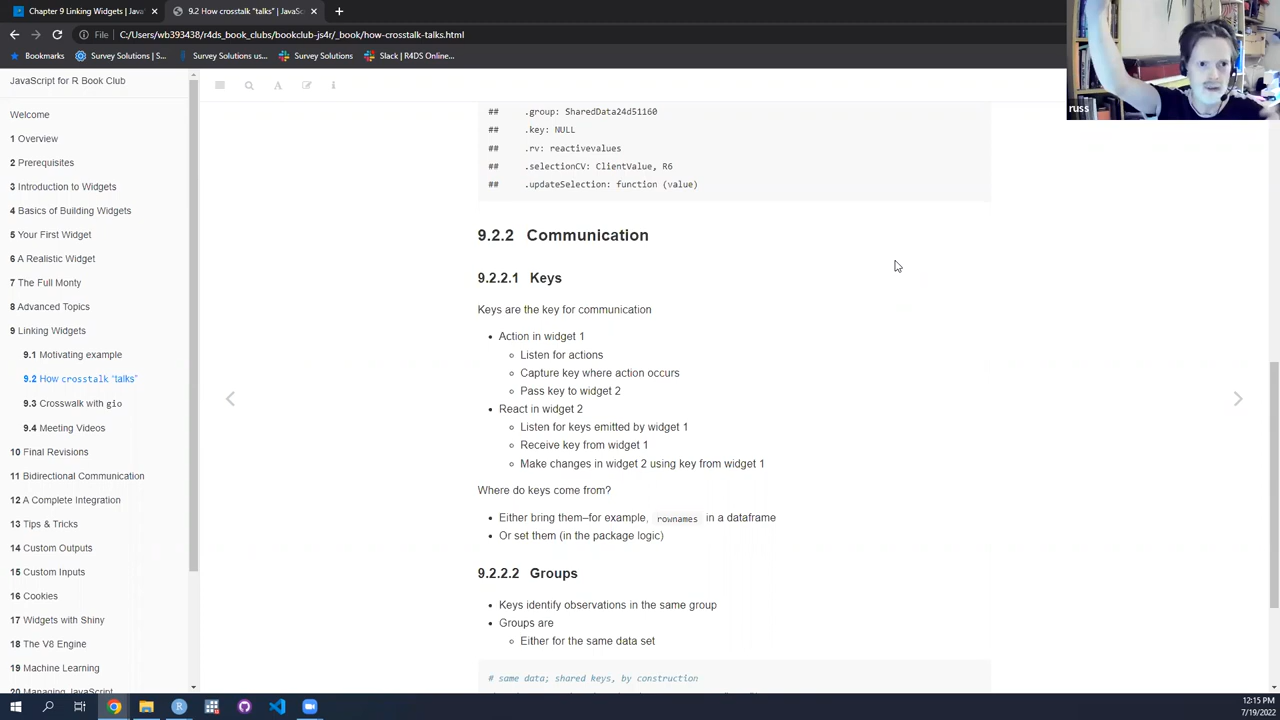 Chapter 9 Linking Widgets | Java
9.2 How crosstalk "talks" | JavaSc
File
C:/Users/wb393438/r4ds_book_clubs/bookclub-js4r/_book/how-crosstalk-talks.html
Bookmarks
Survey Solutions | S...
Survey Solutions us...
Survey Solutions
Slack | R4DS Onlin...
russ
JavaScript for R Book Club
Welcome
1 Overview
2 Prerequisites
3 Introduction to Widgets
4 Basics of Building Widgets
5 Your First Widget
6 A Realistic Widget
7 The Full Monty
8 Advanced Topics
9 Linking Widgets
9.1 Motivating example
9.2 How crosstalk "talks"
9.3 Crosswalk with gio
9.4 Meeting Videos
10 Final Revisions
11 Bidirectional Communication
12 A Complete Integration
13 Tips & Tricks
14 Custom Outputs
15 Custom Inputs
16 Cookies
17 Widgets with Shiny
18 The V8 Engine
19 Machine Learning
20 Managing JavaScript
## .group: SharedData24d51160
## .key: NULL
## .rv: reactivevalues
## .selectionCV: ClientValue, R6
## .updateSelection: function (value)
9.2.2 Communication
9.2.2.1 Keys
Keys are the key for communication
Action in widget 1
Listen for actions
Capture key where action occurs
Pass key to widget 2
React in widget 2
Listen for keys emitted by widget 1
Receive key from widget 1
Make changes in widget 2 using key from widget 1
Where do keys come from?
Either bring them–for example, rownames in a dataframe
Or set them (in the package logic)
9.2.2.2 Groups
Keys identify observations in the same group
Groups are
Either for the same data set
# same data; shared keys, by construction
12:15 PM
7/19/2022